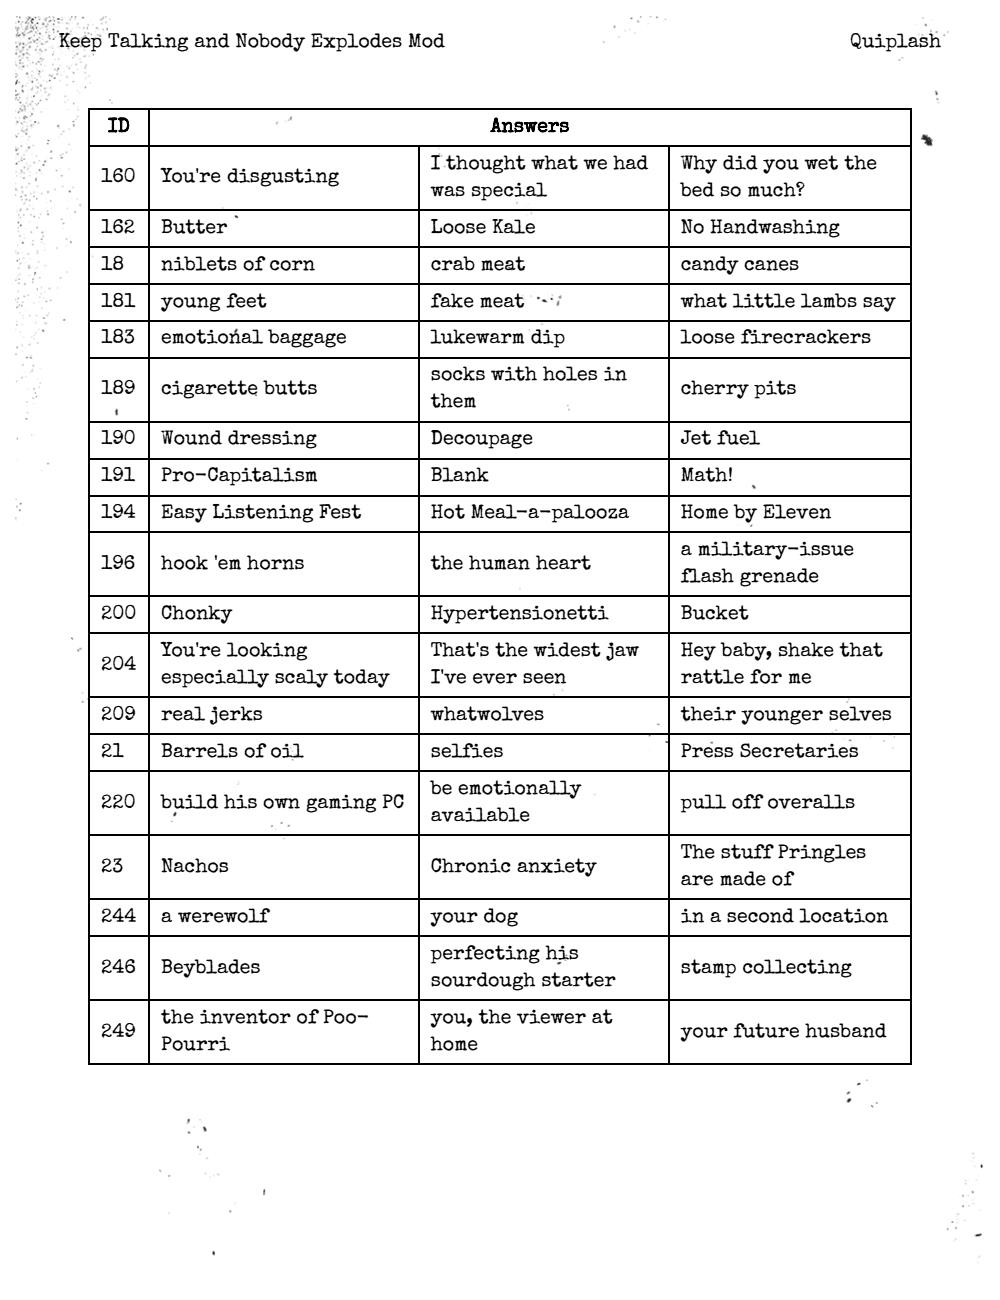 Keep Talking and Nobody Explodes Mod Quiplash
ID Answers
160 You're disgusting I thought what we had was special Why did you wet the bed so much?
162 Butter Loose Kale No Handwashing
18 niblets of corn crab meat candy canes
181 young feet fake meat what little lambs say
183 emotional baggage lukewarm dip loose firecrackers
189 cigarette butts socks with holes in them cherry pits
190 Wound dressing Decoupage Jet fuel
191 Pro-Capitalism Blank Math!
194 Easy Listening Fest Hot Meal-a-palooza Home by Eleven
196 hook 'em horns the human heart a military-issue flash grenade
200 Chonky Hypertensionetti Bucket
204 You're looking especially scaly today That's the widest jaw I've ever seen Hey baby, shake that rattle for me
209 real jerks whatwolves their younger selves
21 Barrels of oil selfies Press Secretaries
220 build his own gaming PC be emotionally available pull off overalls
23 Nachos Chronic anxiety The stuff Pringles are made of
244 a werewolf your dog in a second location
246 Beyblades perfecting his sourdough starter stamp collecting
249 the inventor of Poo-Pourri you, the viewer at home your future husband